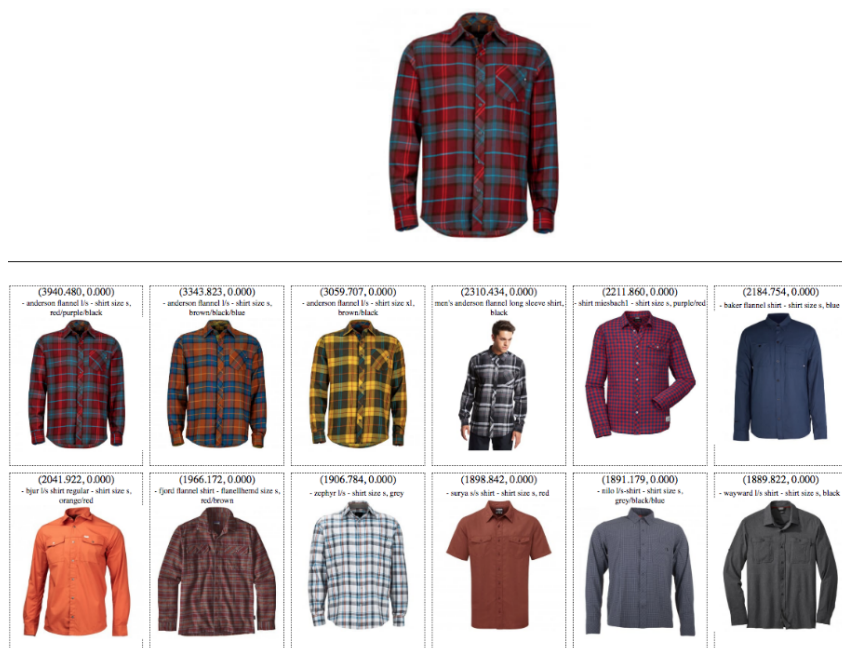 (3940.480, 0.000)
- anderson flannel l/s - shirt size s,
red/purple/black
(3343.823, 0.000)
- anderson flannel l/s - shirt size s,
brown/black/blue
(3059.707, 0.000)
- anderson flannel l/s - shirt size xl,
brown/black
(2310.434, 0.000)
men's anderson flannel long sleeve shirt,
black
(2211.860, 0.000)
- shirt miesbach1 - shirt size s, purple/red
(2184.754, 0.000)
- baker flannel shirt - shirt size s, blue
(2041.922, 0.000)
- bjur l/s shirt regular - shirt size s,
orange/red
(1966.172, 0.000)
- fjord flannel shirt - flanellhemd size s,
red/brown
(1906.784, 0.000)
- zephyr l/s - shirt size s, grey
(1898.842, 0.000)
- surya s/s shirt - shirt size s, red
(1891.179, 0.000)
- nilo l/s-shirt - shirt size s,
grey/black/blue
(1889.822, 0.000)
- wayward l/s shirt - shirt size s, black